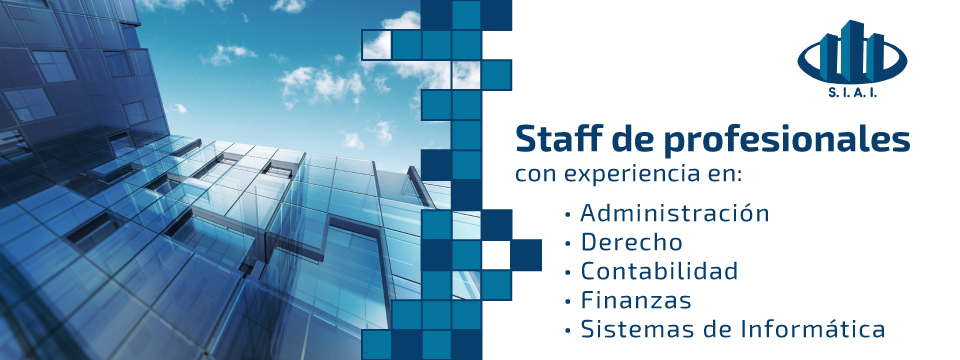 S. I. A. I.
Staff de profesionales
con experiencia en:
• Administración
• Derecho
• Contabilidad
• Finanzas
• Sistemas de Informática